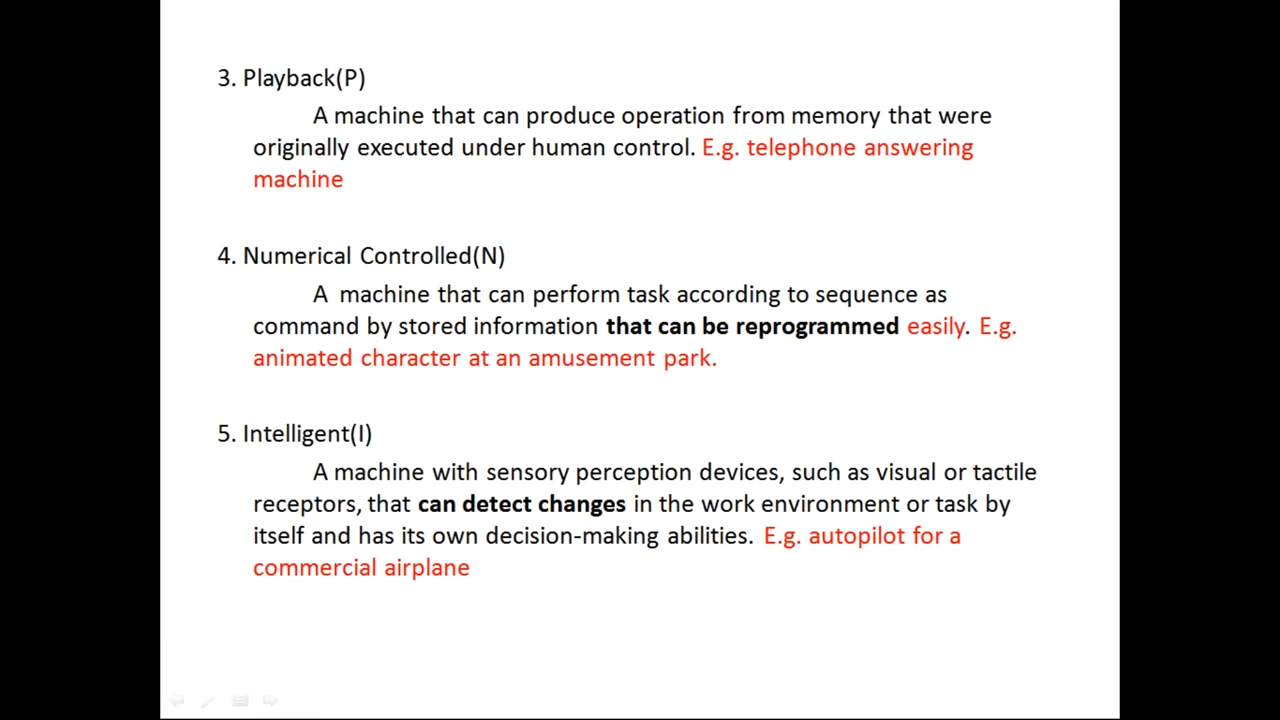 3. Playback(P)
A machine that can produce operation from memory that were
originally executed under human control. E.g. telephone answering
machine
4. Numerical Controlled(N)
A  machine that can perform task according to sequence as
command by stored information that can be reprogrammed easily. E.g.
animated character at an amusement park.
5. Intelligent(I)
A machine with sensory perception devices, such as visual or tactile
receptors, that can detect changes in the work environment or task by
itself and has its own decision-making abilities.  E.g. autopilot for a
commercial airplane